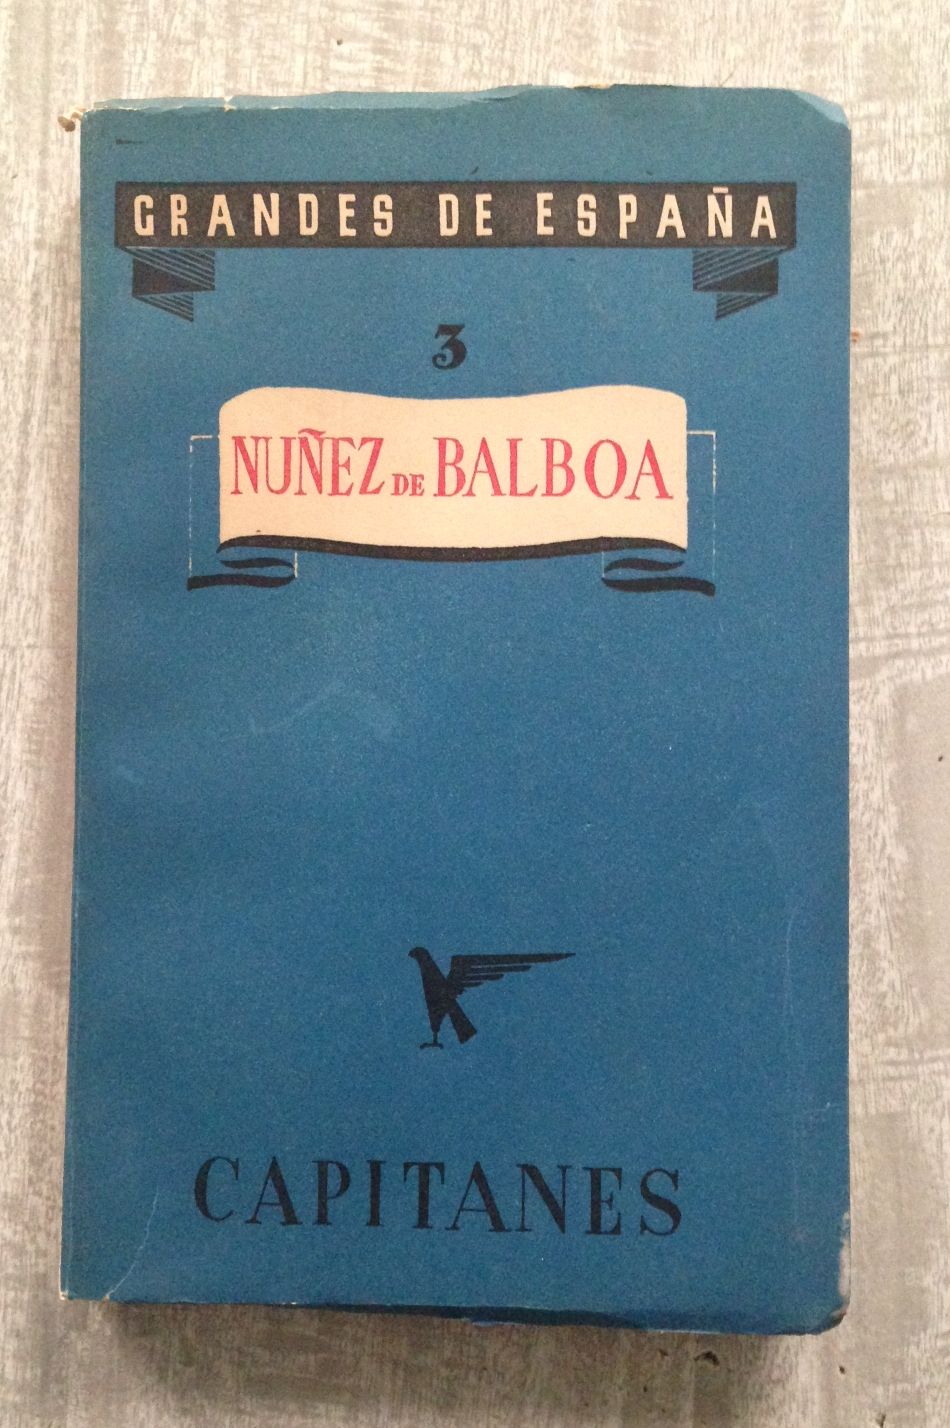 GRANDES DE ESPAÑA
3
NUÑEZ DE BALBOA
CAPITANES